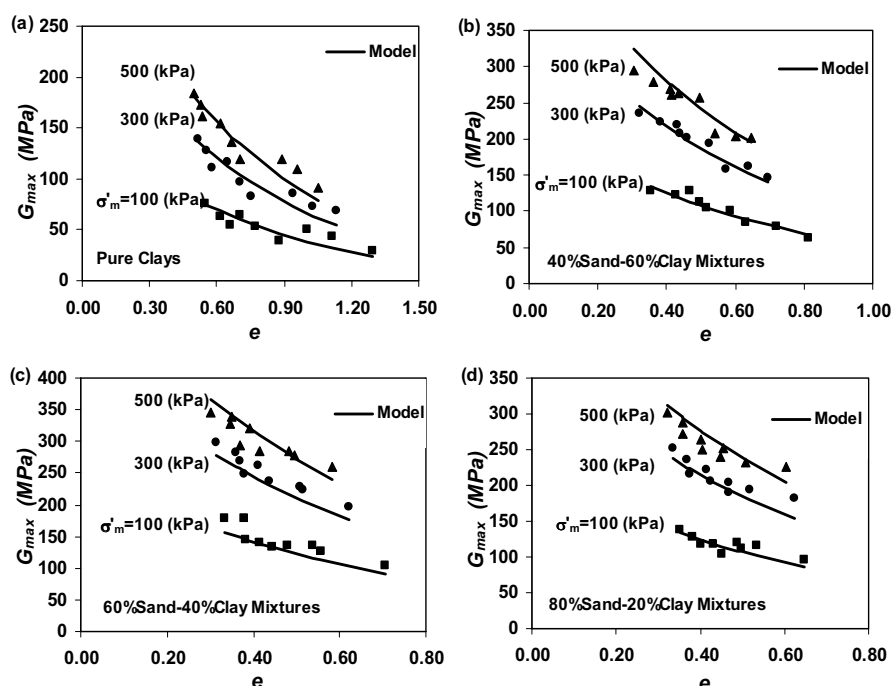 (a)
250
200
150
100
50
0
G_max (MPa)
500 (kPa)
300 (kPa)
σ'm=100 (kPa)
Model
Pure Clays
0.00 0.30 0.60 0.90 1.20 1.50
e
(b)
350
300
250
200
150
100
50
0
G_max (MPa)
500 (kPa)
300 (kPa)
σ'm=100 (kPa)
Model
40%Sand-60%Clay Mixtures
0.00 0.20 0.40 0.60 0.80 1.00
e
(c)
400
350
300
250
200
150
100
50
0
G_max (MPa)
500 (kPa)
300 (kPa)
σ'm=100 (kPa)
Model
60%Sand-40%Clay Mixtures
0.00 0.20 0.40 0.60 0.80
e
(d)
350
300
250
200
150
100
50
0
G_max (MPa)
500 (kPa)
300 (kPa)
σ'm=100 (kPa)
Model
80%Sand-20%Clay Mixtures
0.00 0.20 0.40 0.60 0.80
e